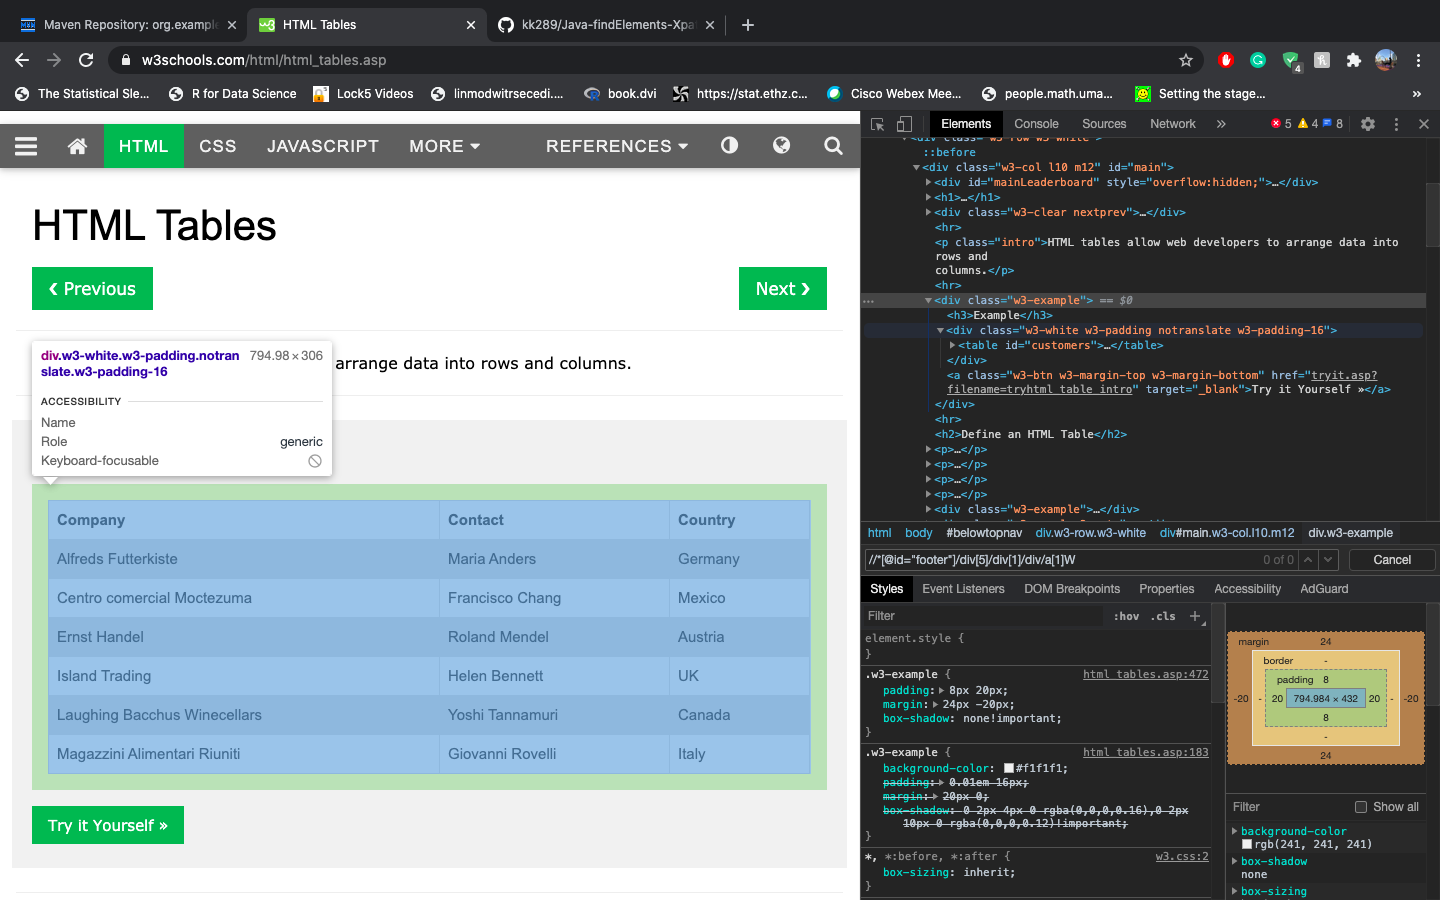 Maven Repository: org.example
HTML Tables
kk289/Java-findElements-Xpa
w3schools.com/html/html_tables.asp
4
The Statistical Sle...
R for Data Science
Lock5 Videos
linmodwitrsecedi....
book.dvi
https://stat.ethz.c...
Cisco Webex Mee...
people.math.uma...
Setting the stage...
»
HTML
CSS
JAVASCRIPT
MORE
REFERENCES
HTML Tables
❮ Previous
Next ❯
arrange data into rows and columns.
div.w3-white.w3-padding.notran
slate.w3-padding-16
794.98 × 306
ACCESSIBILITY
Name
Role generic
Keyboard-focusable
Company Contact Country
Alfreds Futterkiste Maria Anders Germany
Centro comercial Moctezuma Francisco Chang Mexico
Ernst Handel Roland Mendel Austria
Island Trading Helen Bennett UK
Laughing Bacchus Winecellars Yoshi Tannamuri Canada
Magazzini Alimentari Riuniti Giovanni Rovelli Italy
Try it Yourself »
Elements Console Sources Network » 5 4 8
::before
<div class="w3-col l10 m12" id="main">
<div id="mainLeaderboard" style="overflow:hidden;">…</div>
<h1>…</h1>
<div class="w3-clear nextprev">…</div>
<hr>
<p class="intro">HTML tables allow web developers to arrange data into
rows and
columns.</p>
<hr>
… <div class="w3-example"> == $0
<h3>Example</h3>
<div class="w3-white w3-padding notranslate w3-padding-16">
<table id="customers">…</table>
</div>
<a class="w3-btn w3-margin-top w3-margin-bottom" href="tryit.asp?
filename=tryhtml_table_intro" target="_blank">Try it Yourself »</a>
</div>
<hr>
<h2>Define an HTML Table</h2>
<p>…</p>
<p>…</p>
<p>…</p>
<p>…</p>
<div class="w3-example">…</div>
html body #belowtopnav div.w3-row.w3-white div#main.w3-col.l10.m12 div.w3-example
//*[@id="footer"]/div[5]/div[1]/div/a[1]W 0 of 0 Cancel
Styles Event Listeners DOM Breakpoints Properties Accessibility AdGuard
Filter :hov .cls +
element.style {
}
.w3-example { html_tables.asp:472
padding: 8px 20px;
margin: 24px -20px;
box-shadow: none!important;
}
.w3-example { html_tables.asp:183
background-color: #f1f1f1;
padding: 0.01em 16px;
margin: 20px 0;
box-shadow: 0 2px 4px 0 rgba(0,0,0,0.16),0 2px
10px 0 rgba(0,0,0,0.12)!important;
}
*, *:before, *:after { w3.css:2
box-sizing: inherit;
}
margin 24
border -
padding 8
-20 - 20 794.984 × 432 20 - -20
8
-
24
Filter Show all
background-color
rgb(241, 241, 241)
box-shadow
none
box-sizing